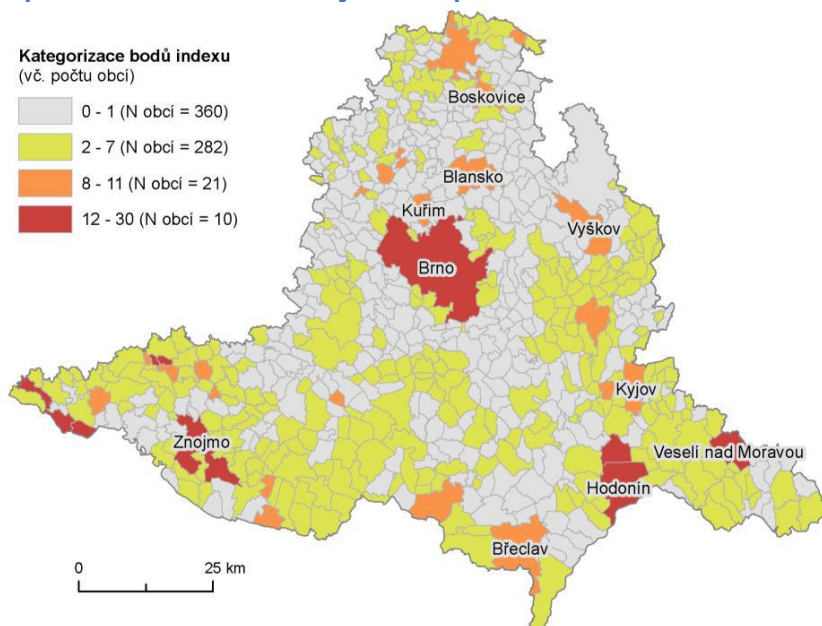 Kategorizace bodů indexu
(vč. počtu obcí)
0 - 1 (N obcí = 360)
2 - 7 (N obcí = 282)
8 - 11 (N obcí = 21)
12 - 30 (N obcí = 10)
Boskovice
Blansko
Kuřim
Vyškov
Brno
Kyjov
Znojmo
Veselí nad Moravou
Hodonín
Břeclav
0 25 km